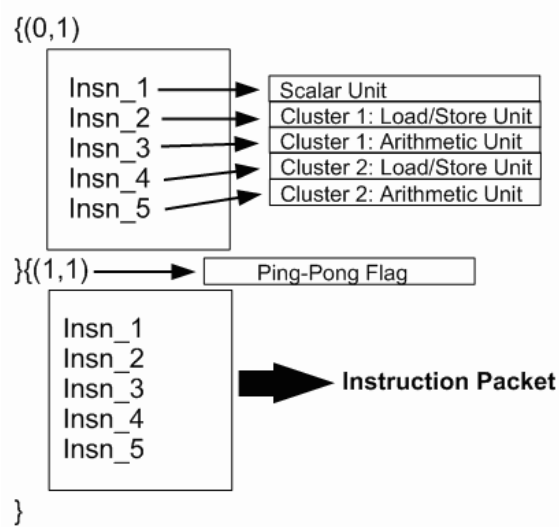 {(0,1)
Insn_1
Scalar Unit
Insn_2
Cluster 1: Load/Store Unit
Insn_3
Cluster 1: Arithmetic Unit
Insn_4
Cluster 2: Load/Store Unit
Insn_5
Cluster 2: Arithmetic Unit
}{(1,1)
Ping-Pong Flag
Insn_1
Insn_2
Insn_3
Insn_4
Insn_5
Instruction Packet
}